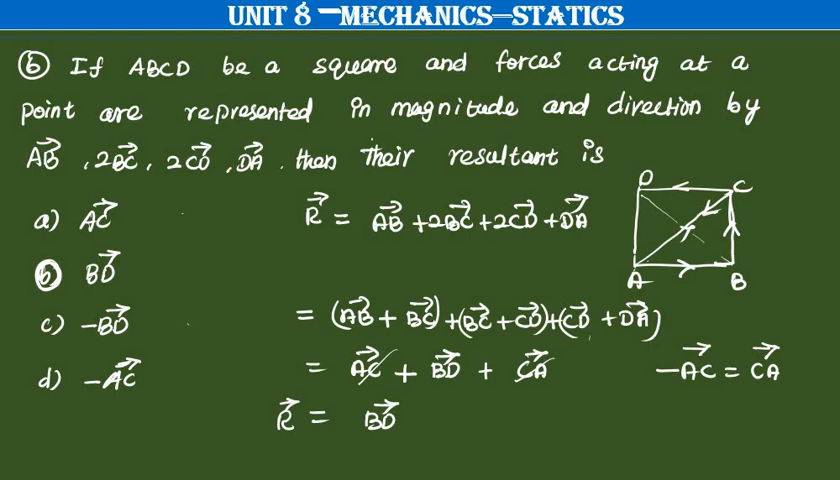 UNIT 8 – MECHANICS–STATICS
⑥ If ABCD be a square and forces acting at a
point are represented in magnitude and direction by
AB⃗, 2BC⃗, 2CD⃗, DA⃗, then their resultant is
a) AC⃗
b) BD⃗
c) -BD⃗
d) -AC⃗
R⃗ = AB⃗ + 2BC⃗ + 2CD⃗ + DA⃗
= (AB⃗ + BC⃗) + (BC⃗ + CD⃗) + (CD⃗ + DA⃗)
= AC⃗ + BD⃗ + CA⃗
-AC⃗ = CA⃗
R⃗ = BD⃗
D C
A B